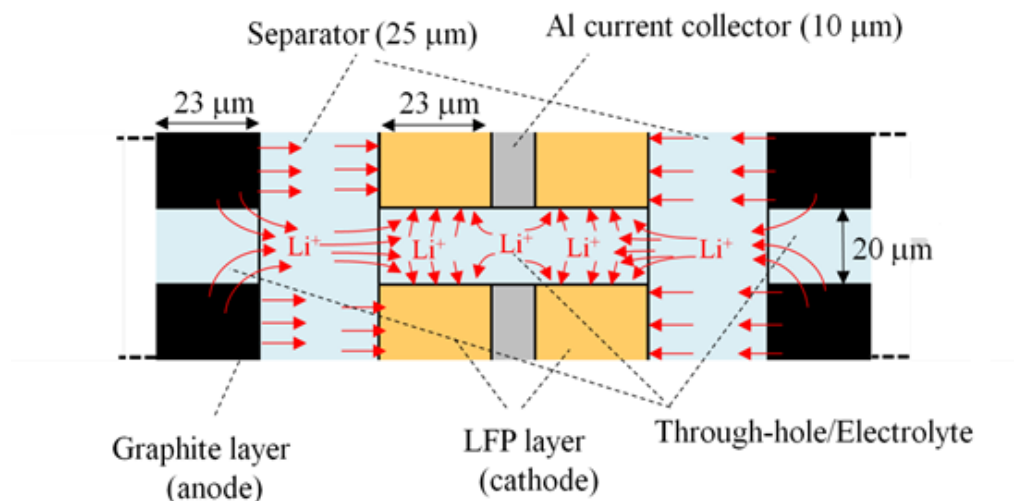 Al current collector (10 μm)
Separator (25 μm)
23 μm
23 μm
Li⁺
Li⁺
Li⁺
Li⁺
Li⁺
20 μm
Graphite layer
(anode)
LFP layer
(cathode)
Through-hole/Electrolyte